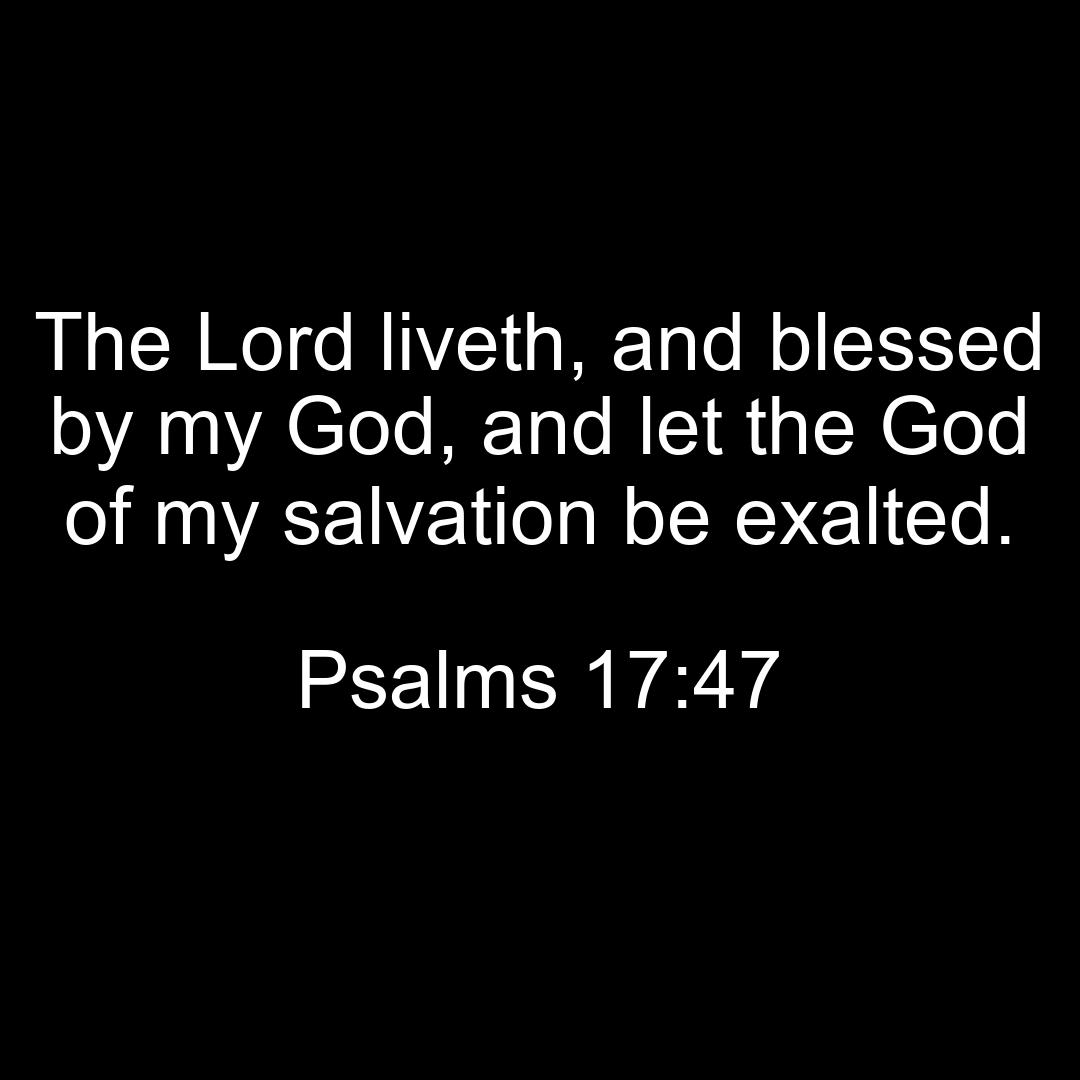 The Lord liveth, and blessed
by my God, and let the God
of my salvation be exalted.
Psalms 17:47